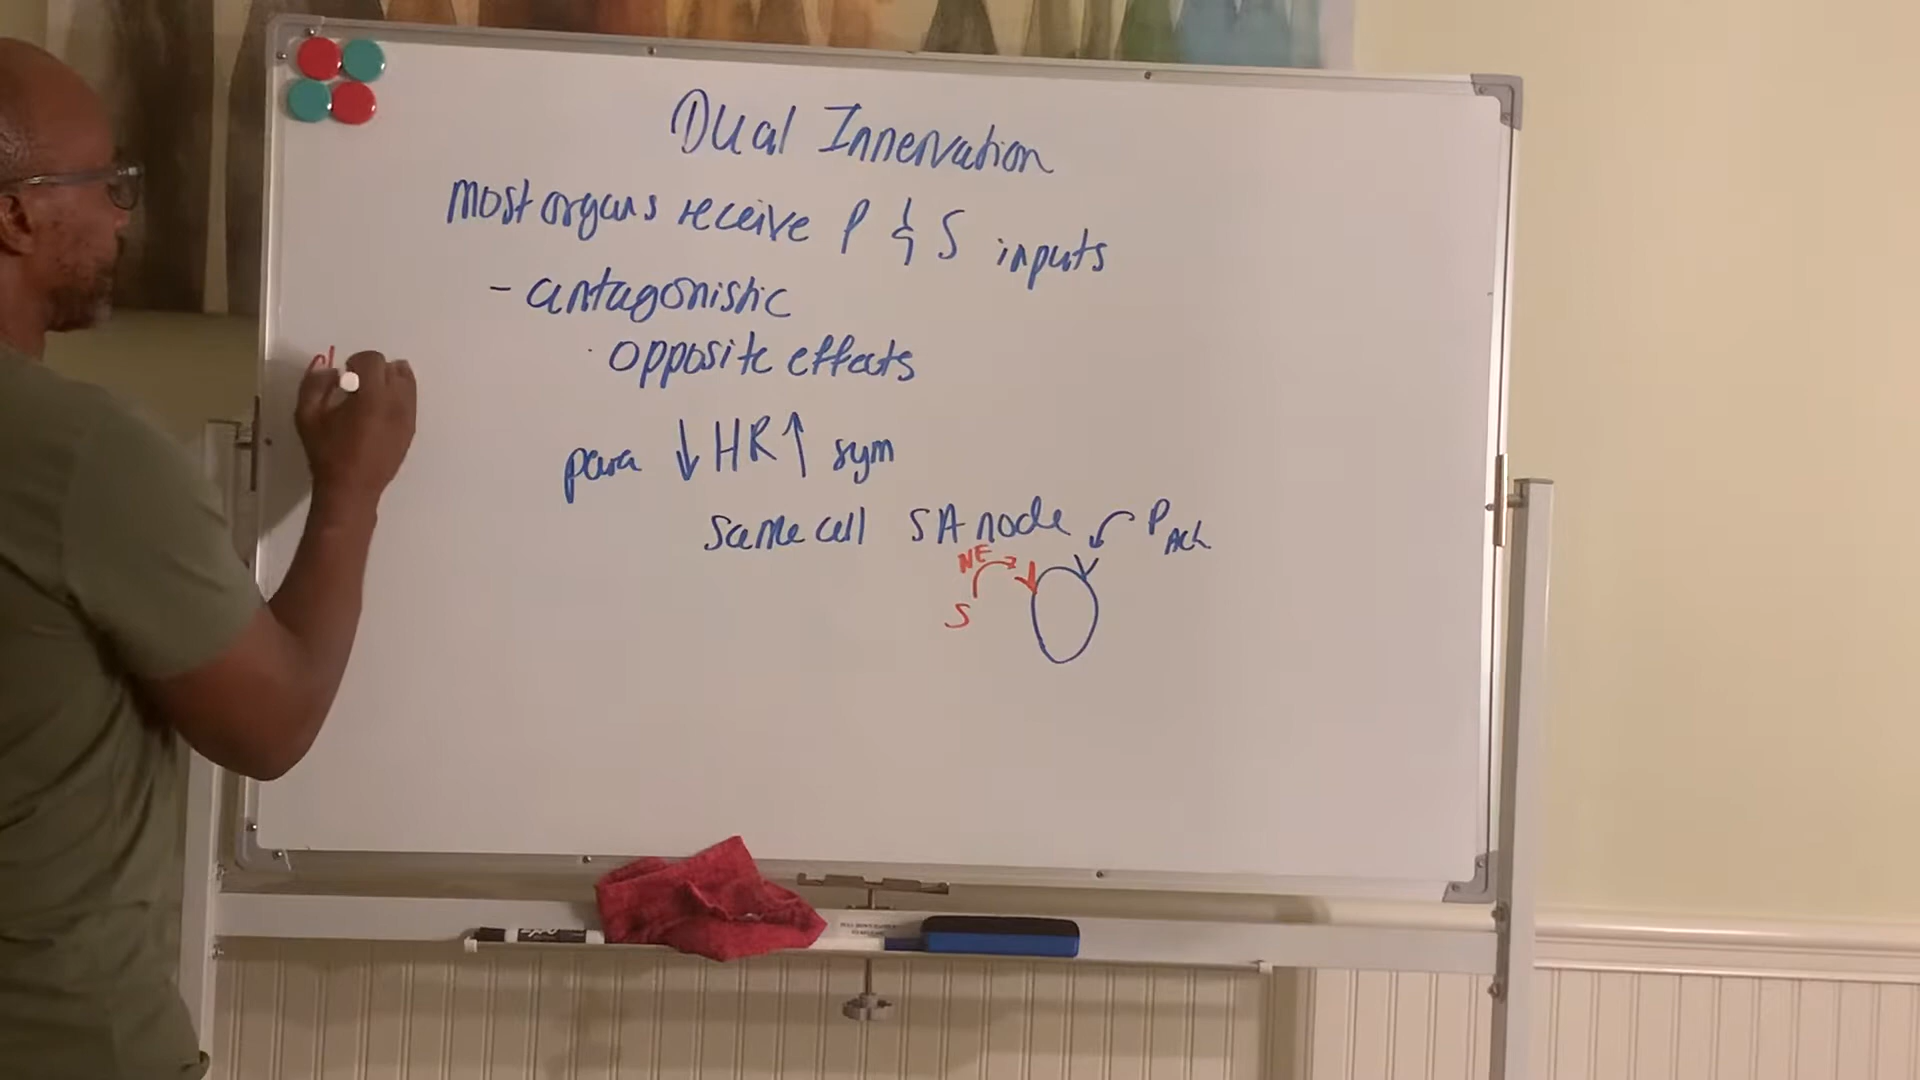 Dual Innervation
most organs receive P & S inputs
- antagonistic
· opposite effects
para ↓ HR ↑ sym
same cell SA node
P ACh
NE
S